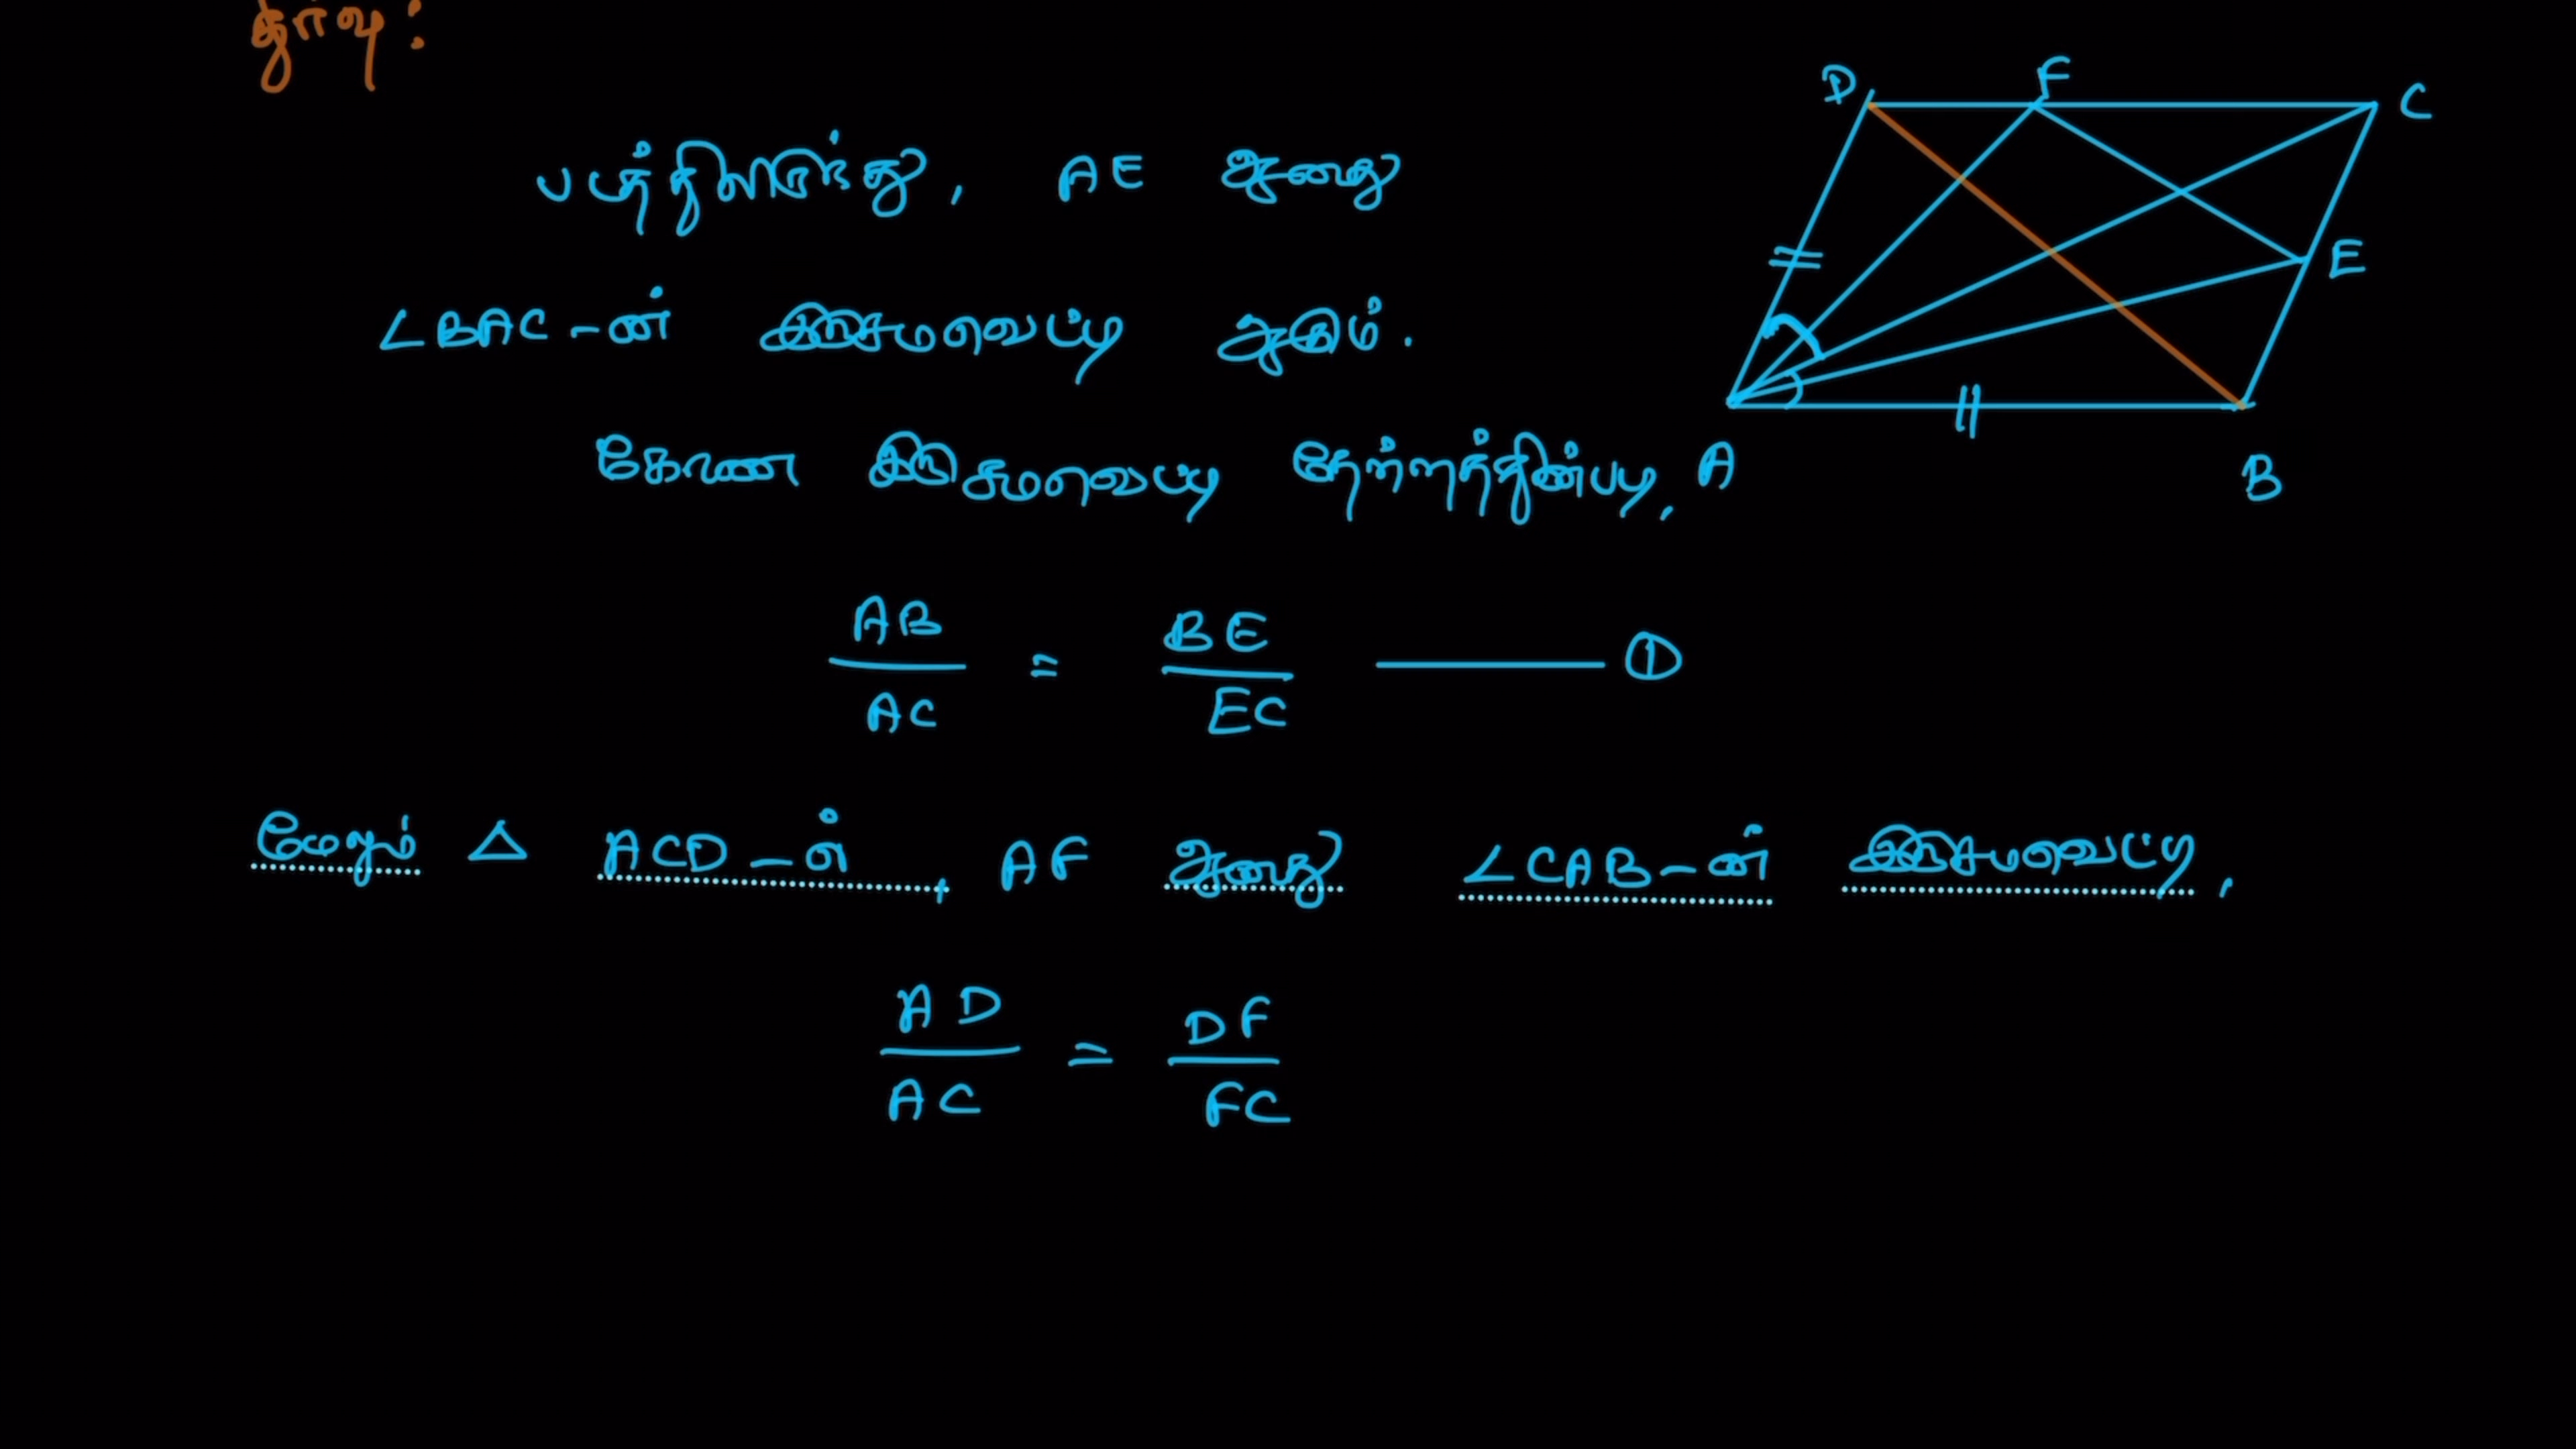 தீர்வு:
படத்திலிருந்து, AE ஆனது
∠BAC-ன் இருசமவெட்டி ஆகும்.
கோண இருசமவெட்டி தேற்றத்தின்படி,
AB/AC = BE/EC ——— ①
மேலும் △ ACD-ன், AF ஆனது ∠CAB-ன் இருசமவெட்டி,
AD/AC = DF/FC
D F C
E
A B